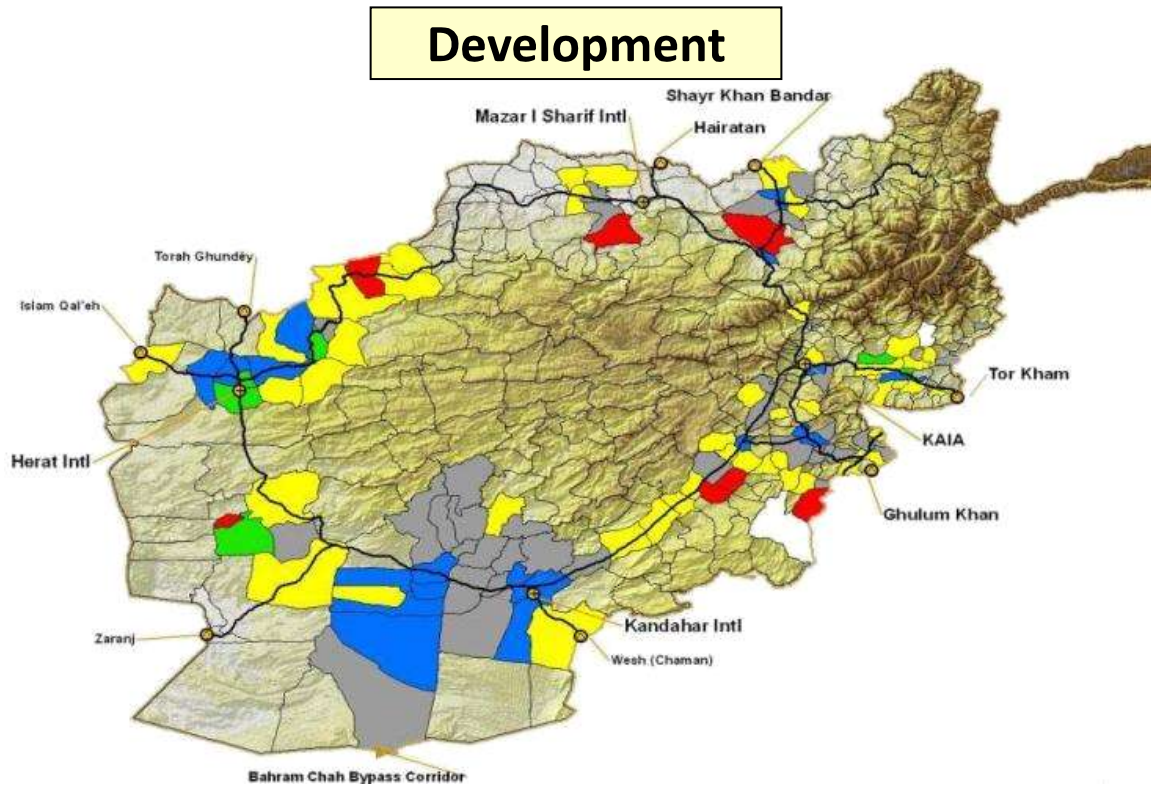 Development
Shayr Khan Bandar
Mazar I Sharif Intl
Hairatan
Torah Ghundey
Islam Qal'eh
Tor Kham
KAIA
Herat Intl
Ghulum Khan
Kandahar Intl
Zaranj
Wesh (Chaman)
Bahram Chah Bypass Corridor